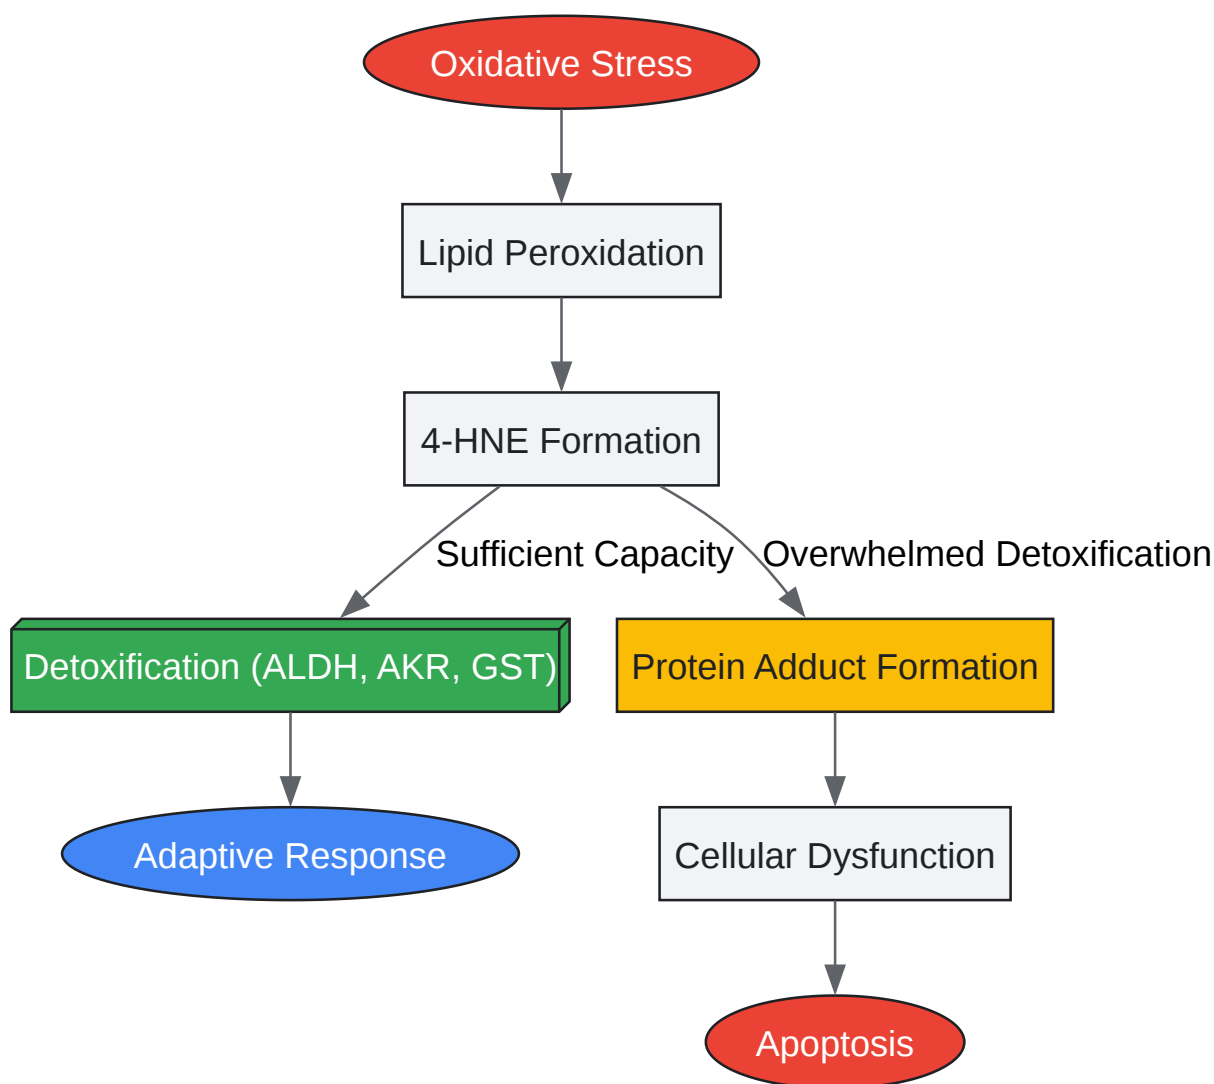 Oxidative Stress
Lipid Peroxidation
4-HNE Formation
Sufficient Capacity
Overwhelmed Detoxification
Detoxification (ALDH, AKR, GST)
Protein Adduct Formation
Adaptive Response
Cellular Dysfunction
Apoptosis